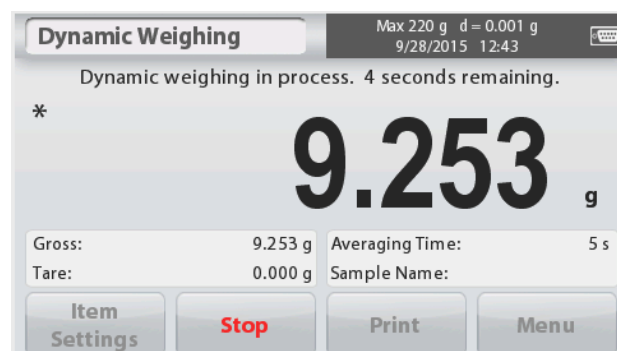 Dynamic Weighing
Max 220 g  d = 0.001 g
9/28/2015  12:43
Dynamic weighing in process.  4 seconds remaining.
*
9.253 g
Gross: 9.253 g
Tare: 0.000 g
Averaging Time: 5 s
Sample Name:
Item
Settings
Stop
Print
Menu